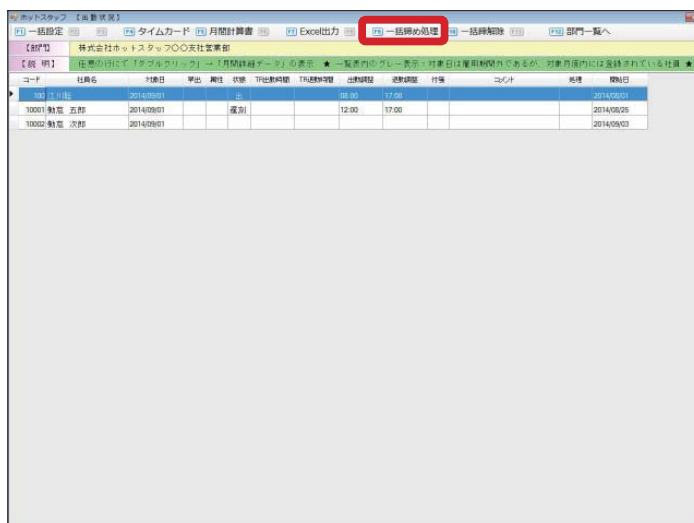 ホットスタッフ 【出勤状況】
F1 一括設定 F4 タイムカード F5 月間計算書 F7 Excel出力 F9 一括締め処理 一括締解除 F11 F12 部門一覧へ
【部門】 株式会社ホットスタッフ〇〇支社営業部
【説 明】 任意の行にて「ダブルクリック」→「月間詳細データ」の表示 ★ 一覧表内のグレー表示：対象日は雇用期間外であるが、対象月度内には登録されている社員 ★
コード 社員名 対象日 早出 属性 状態 TR出勤時間 TR退勤時間 出勤調整 退勤調整 付箋 コメント 処理 開始日
100 2014/09/01 出 08:00 17:00 2014/08/01
10001 勤怠 五郎 2014/09/01 遅刻 12:00 17:00 2014/08/25
10002 勤怠 次郎 2014/09/01 2014/09/03